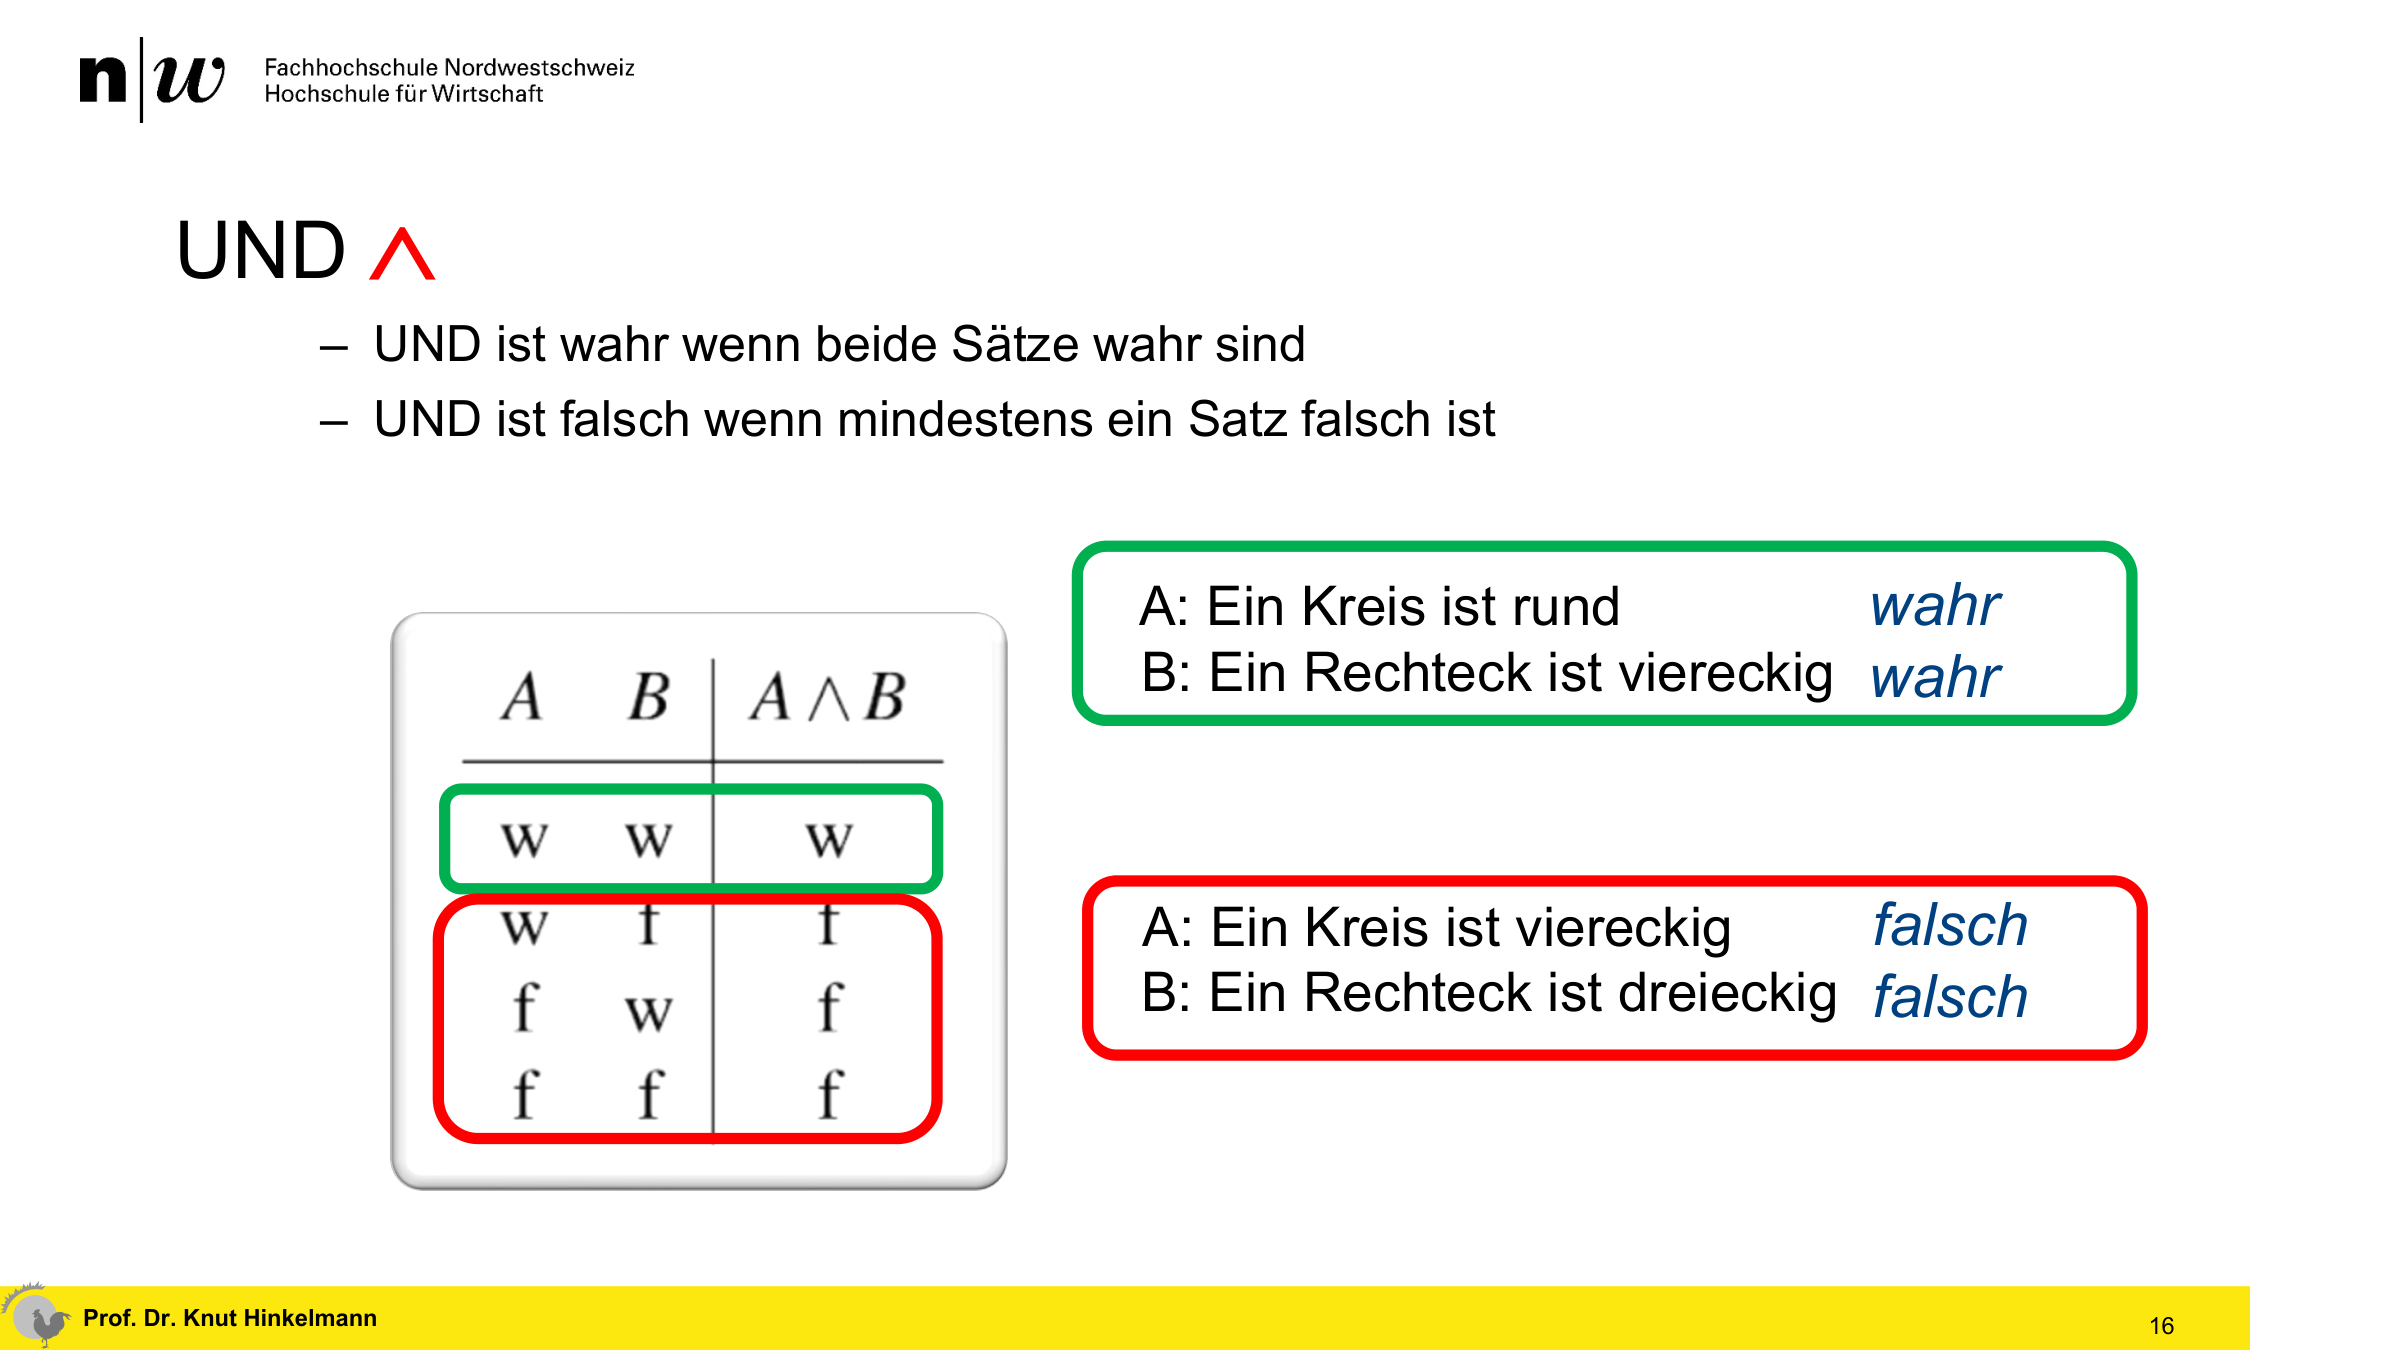 n|w Fachhochschule Nordwestschweiz
Hochschule für Wirtschaft
UND ∧
– UND ist wahr wenn beide Sätze wahr sind
– UND ist falsch wenn mindestens ein Satz falsch ist
A B A ∧ B
w w w
w f f
f w f
f f f
A: Ein Kreis ist rund wahr
B: Ein Rechteck ist viereckig wahr
A: Ein Kreis ist viereckig falsch
B: Ein Rechteck ist dreieckig falsch
Prof. Dr. Knut Hinkelmann
16